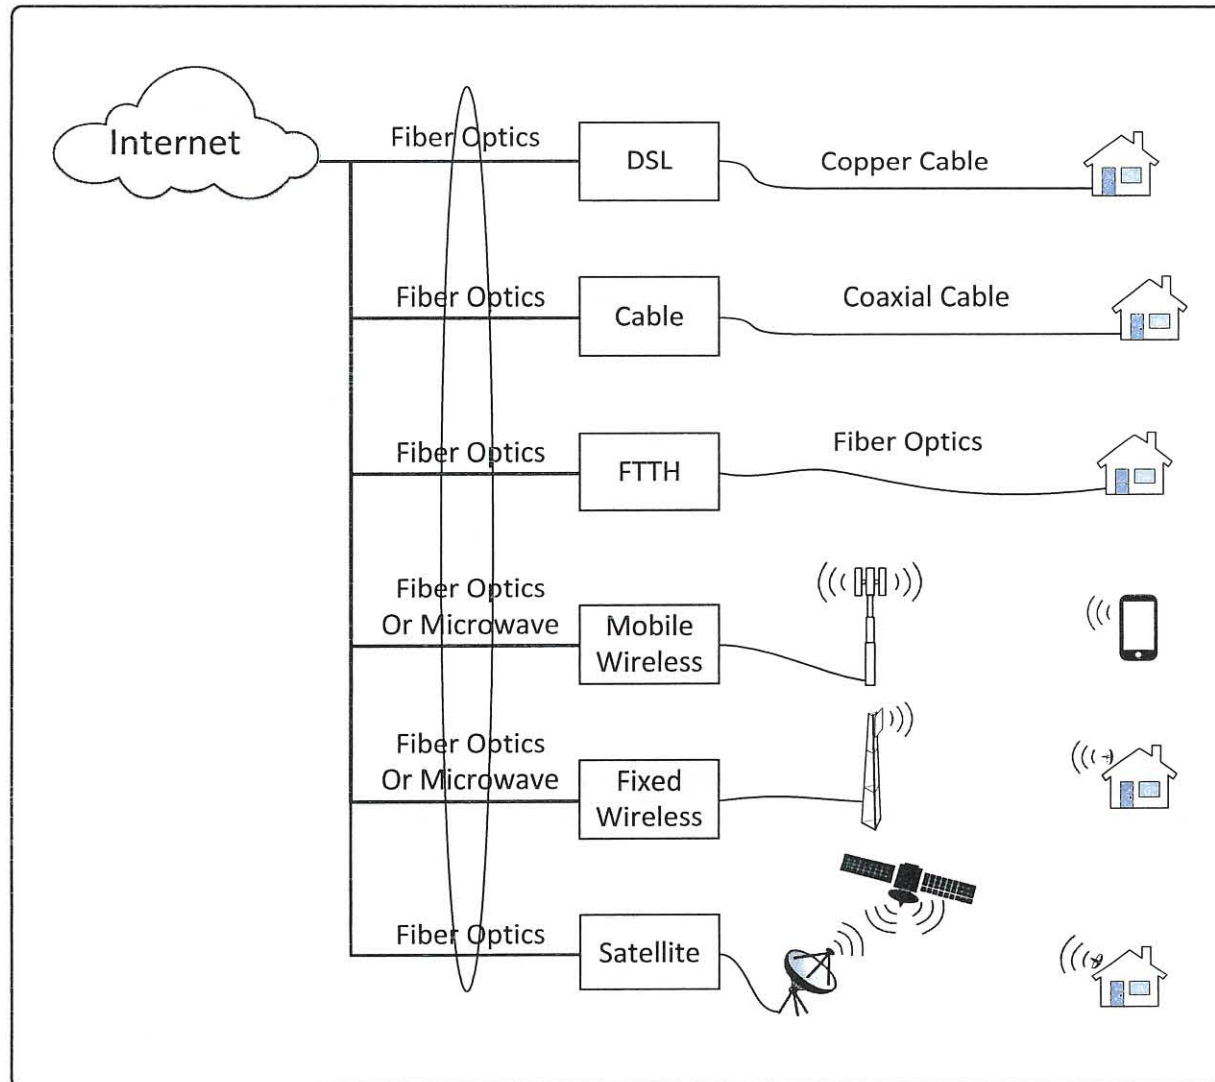 Internet
Fiber Optics
DSL
Copper Cable
Fiber Optics
Cable
Coaxial Cable
Fiber Optics
FTTH
Fiber Optics
Fiber Optics
Or Microwave
Mobile
Wireless
Fiber Optics
Or Microwave
Fixed
Wireless
Fiber Optics
Satellite